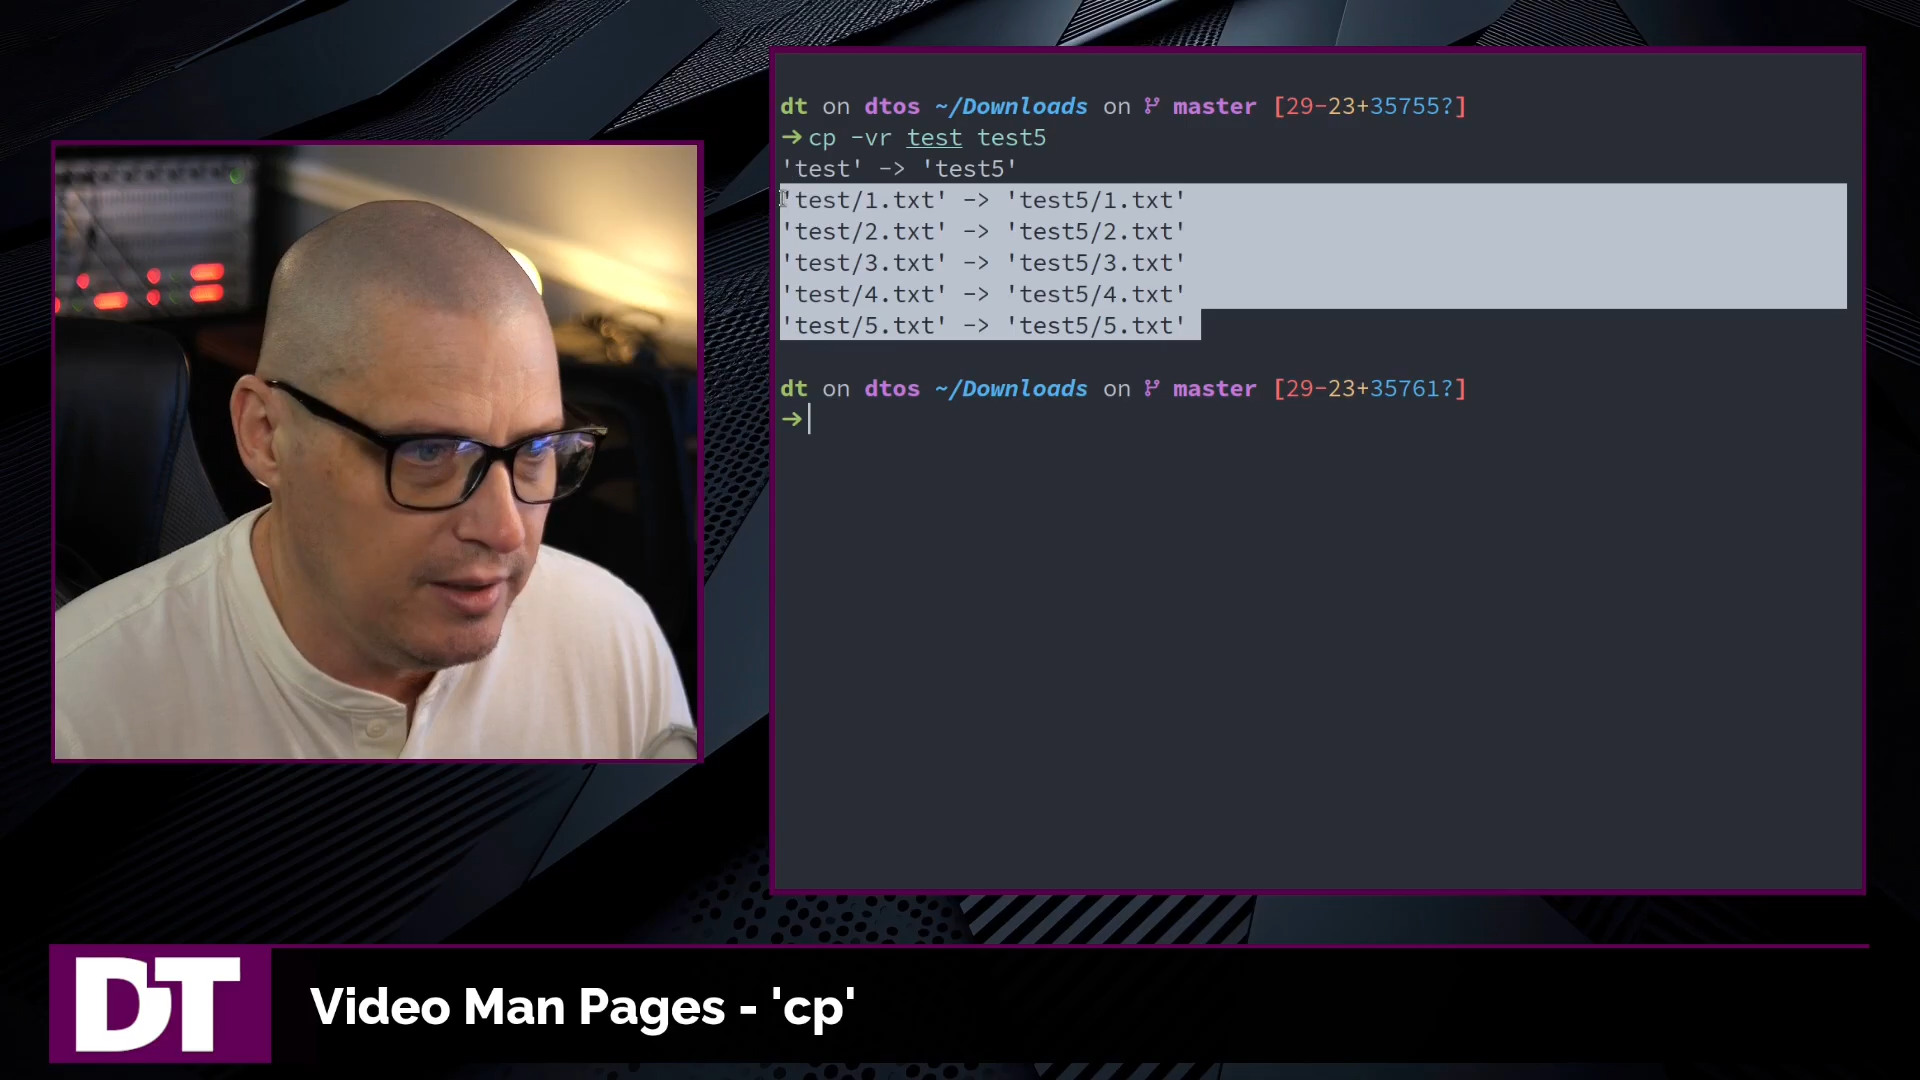 dt on dtos ~/Downloads on master [29-23+35755?]
→cp -vr test test5
'test' -> 'test5'
'test/1.txt' -> 'test5/1.txt'
'test/2.txt' -> 'test5/2.txt'
'test/3.txt' -> 'test5/3.txt'
'test/4.txt' -> 'test5/4.txt'
'test/5.txt' -> 'test5/5.txt'
dt on dtos ~/Downloads on master [29-23+35761?]
→
DT
Video Man Pages - 'cp'